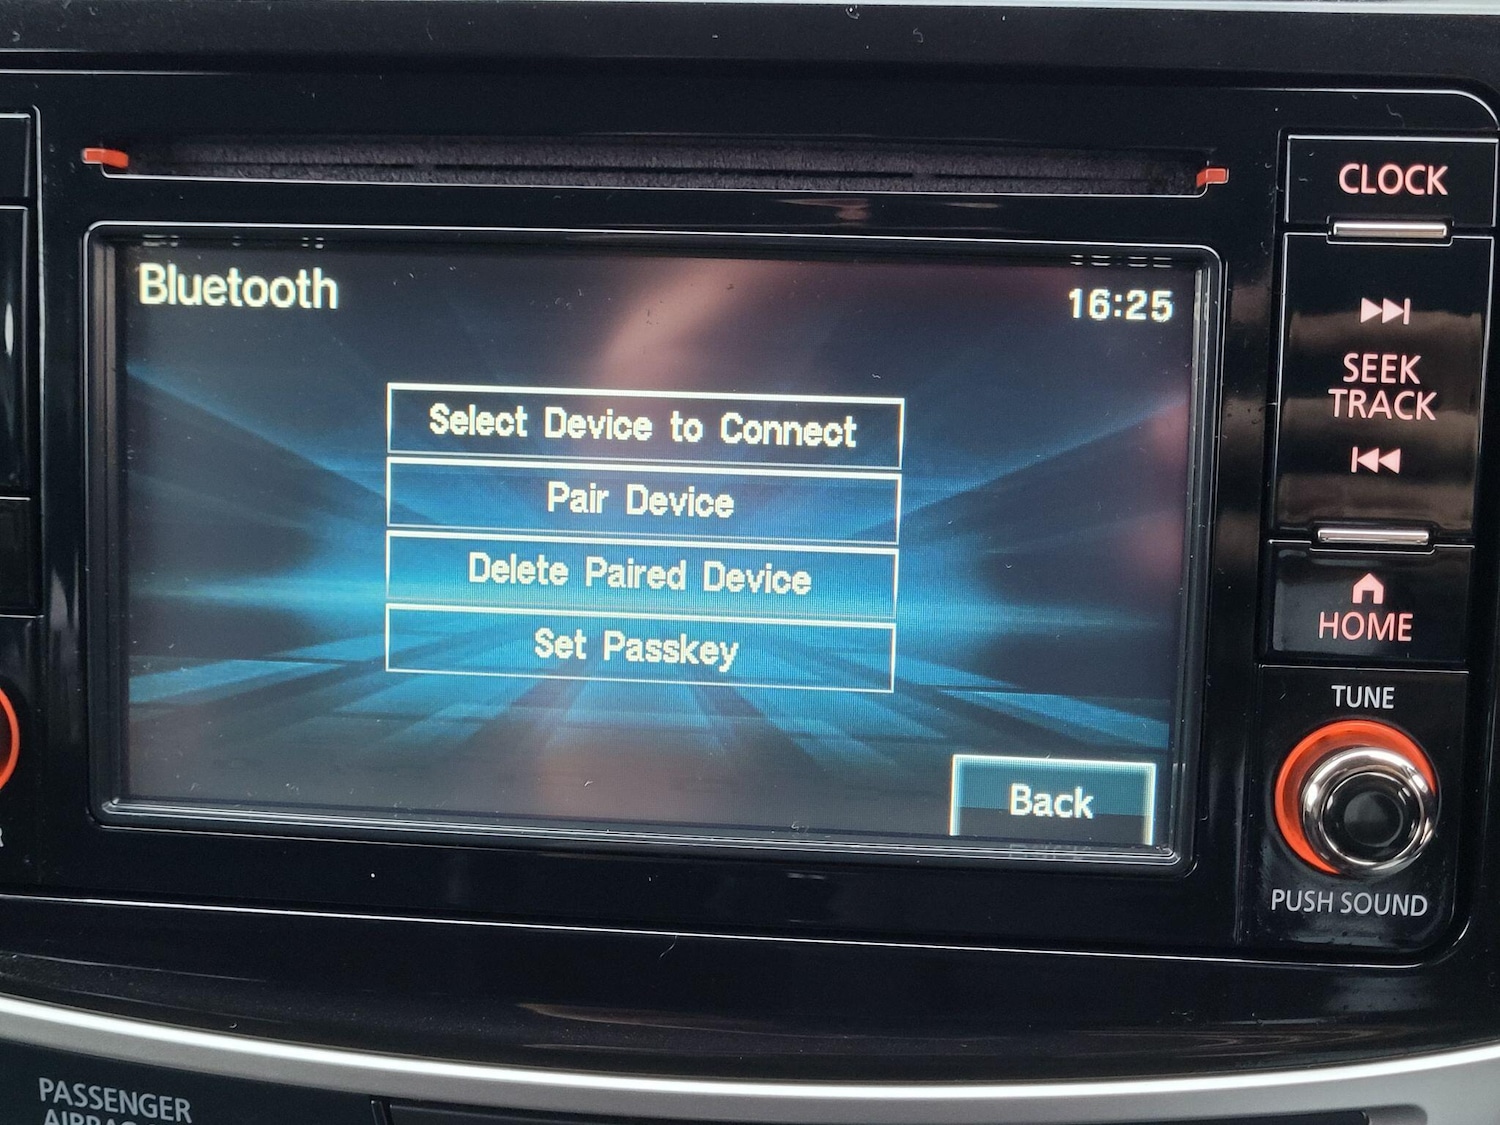 CLOCK
Bluetooth
16:25
SEEK
TRACK
Select Device to Connect
Pair Device
Delete Paired Device
Set Passkey
HOME
TUNE
Back
PUSH SOUND
PASSENGER